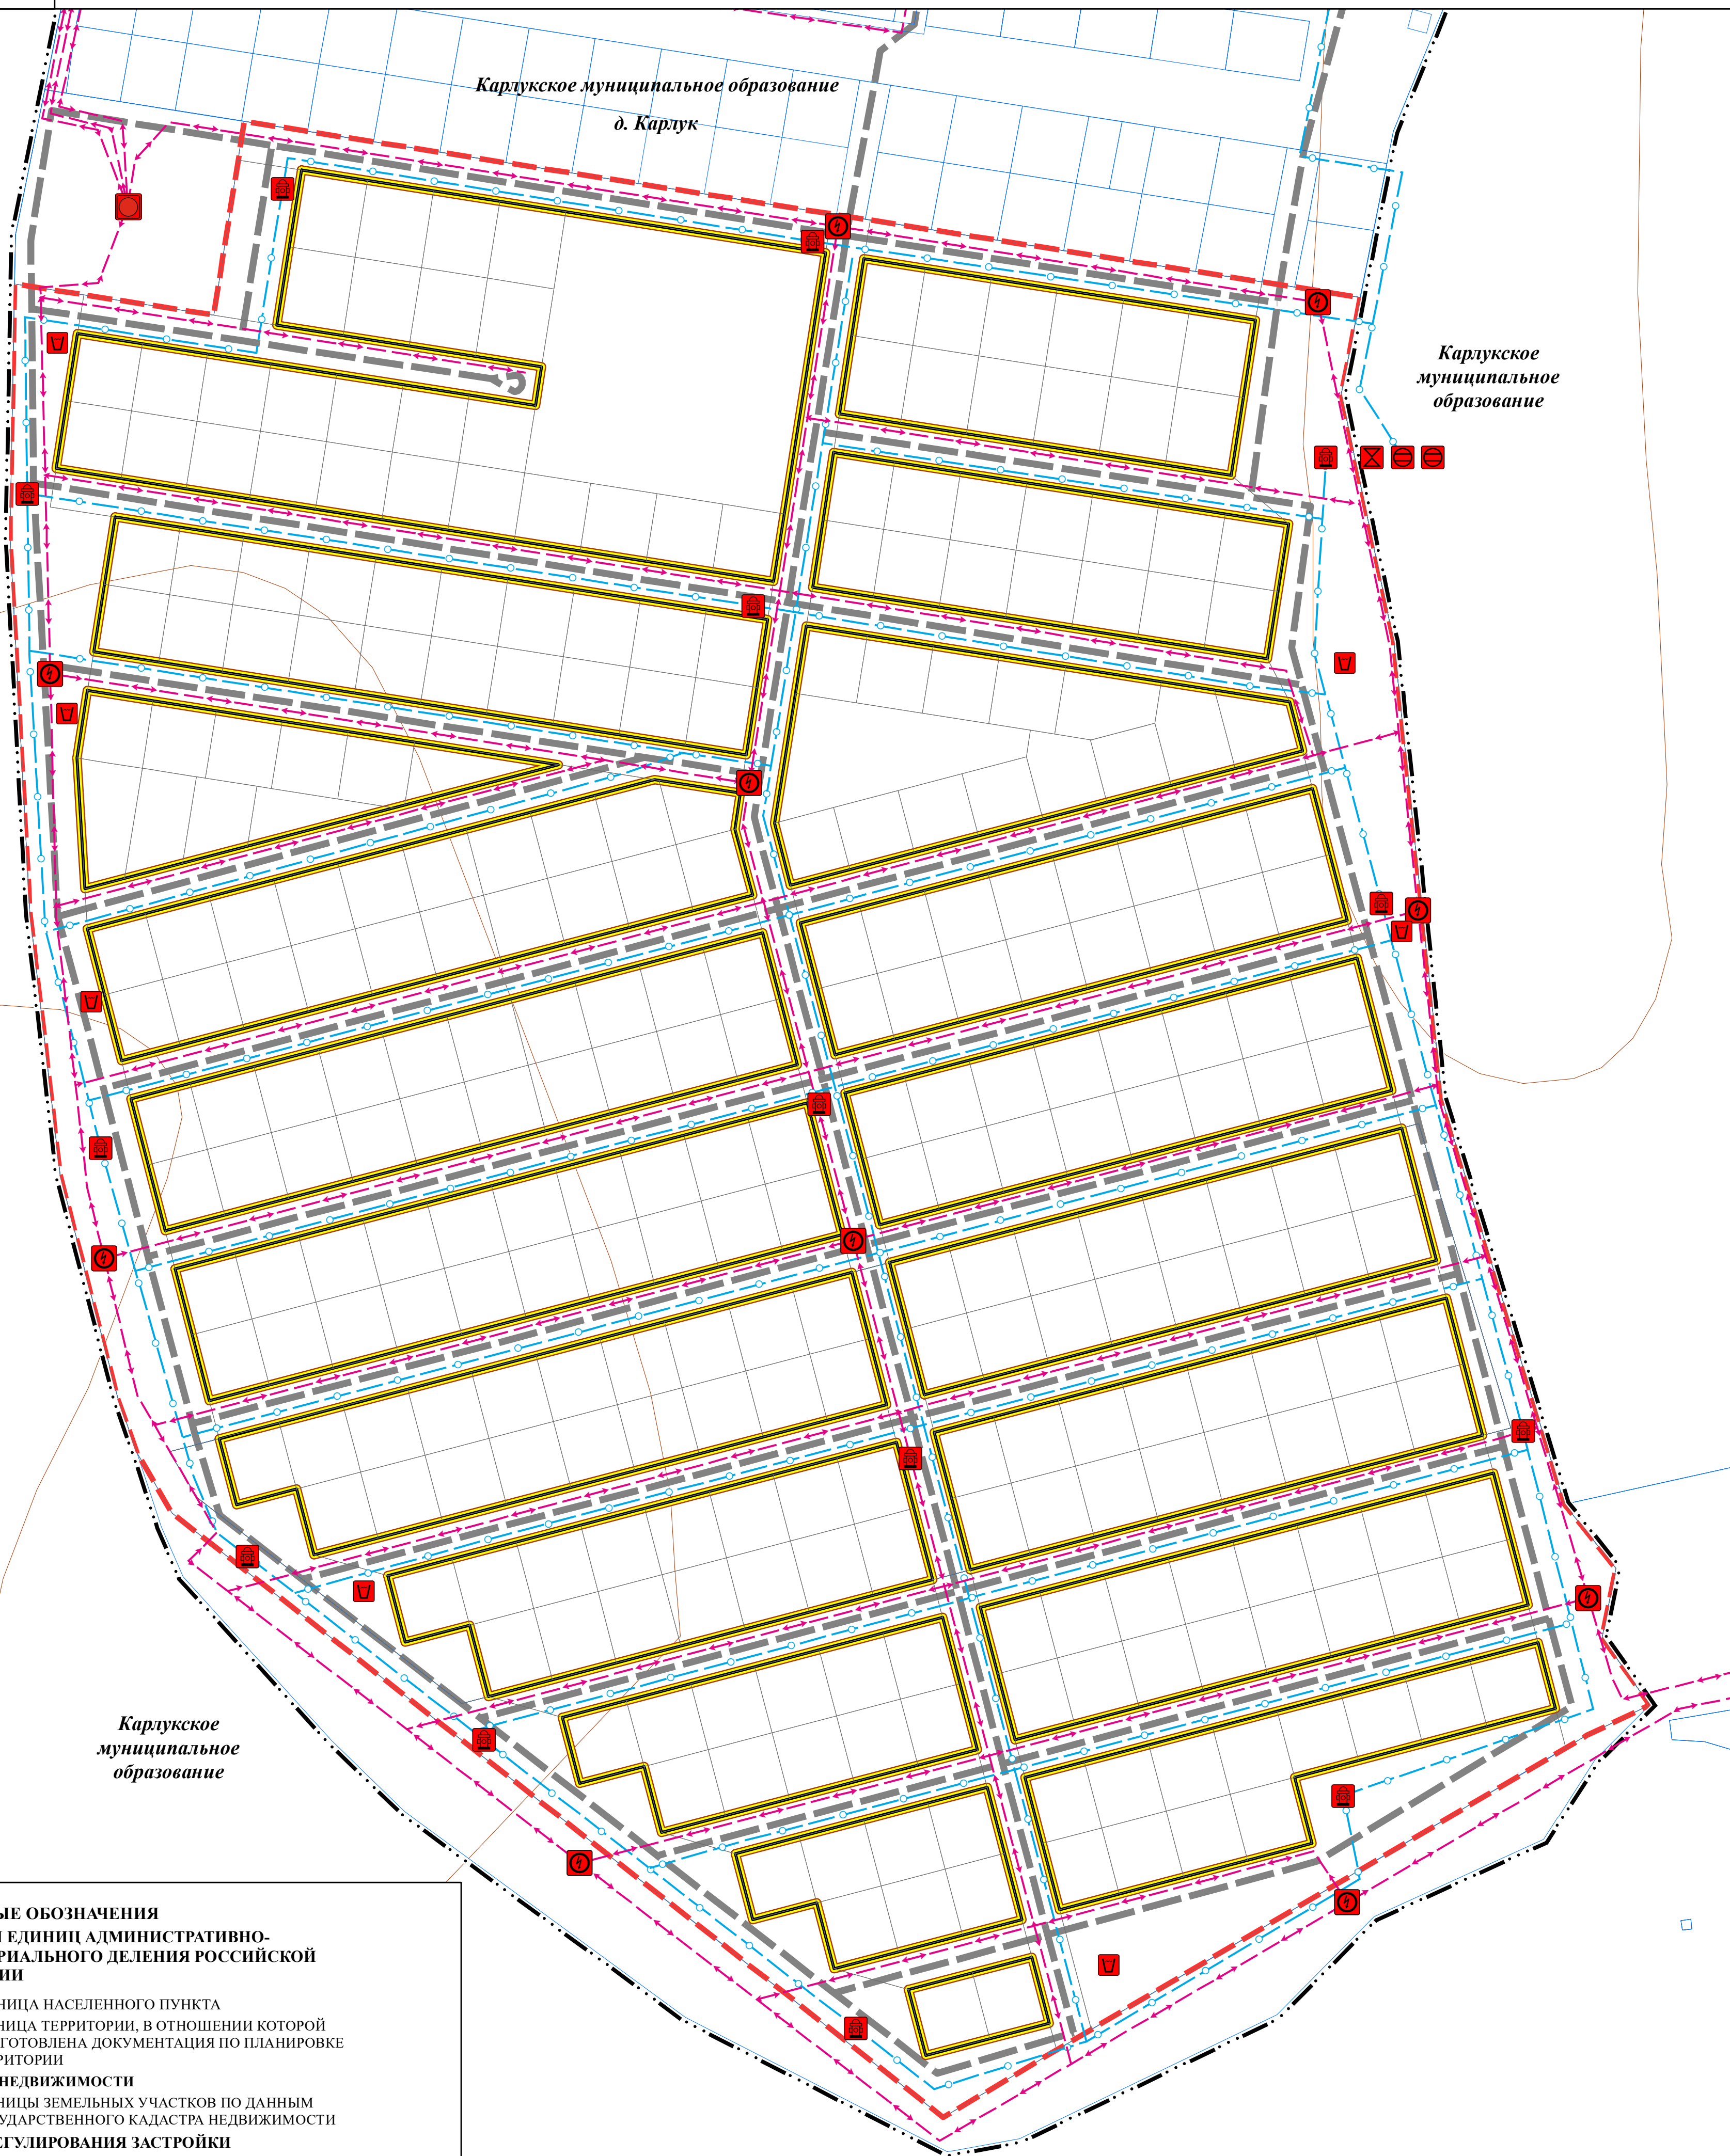 Карлукское муниципальное образование
д. Карлук
Карлукское
муниципальное
образование
Карлукское
муниципальное
образование
ЫЕ ОБОЗНАЧЕНИЯ
ЕДИНИЦ АДМИНИСТРАТИВНО-
РИАЛЬНОГО ДЕЛЕНИЯ РОССИЙСКОЙ
ИИ
НИЦА НАСЕЛЕННОГО ПУНКТА
НИЦА ТЕРРИТОРИИ, В ОТНОШЕНИИ КОТОРОЙ
ГОТОВЛЕНА ДОКУМЕНТАЦИЯ ПО ПЛАНИРОВКЕ
РИТОРИИ
НЕДВИЖИМОСТИ
НИЦЫ ЗЕМЕЛЬНЫХ УЧАСТКОВ ПО ДАННЫМ
УДАРСТВЕННОГО КАДАСТРА НЕДВИЖИМОСТИ
ЕГУЛИРОВАНИЯ ЗАСТРОЙКИ